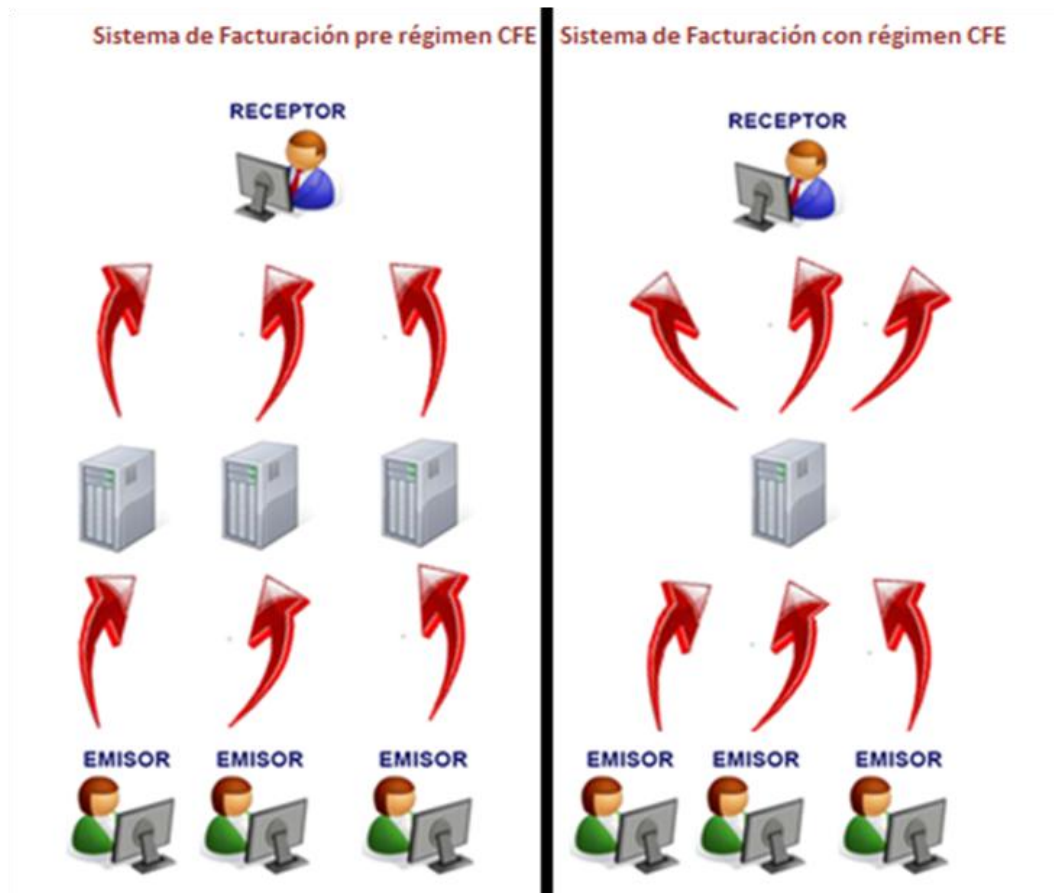 Sistema de Facturación pre régimen CFE
RECEPTOR
EMISOR EMISOR EMISOR
Sistema de Facturación con régimen CFE
RECEPTOR
EMISOR EMISOR EMISOR